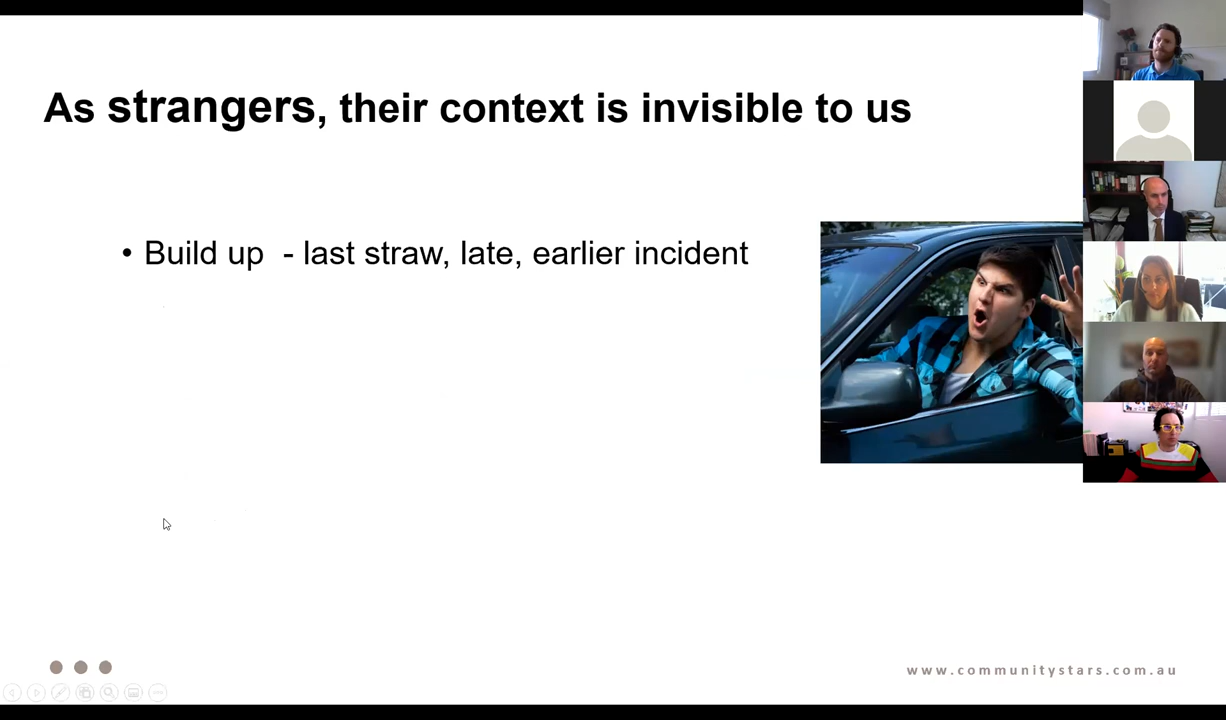 As strangers, their context is invisible to us
• Build up - last straw, late, earlier incident
www.communitystars.com.au